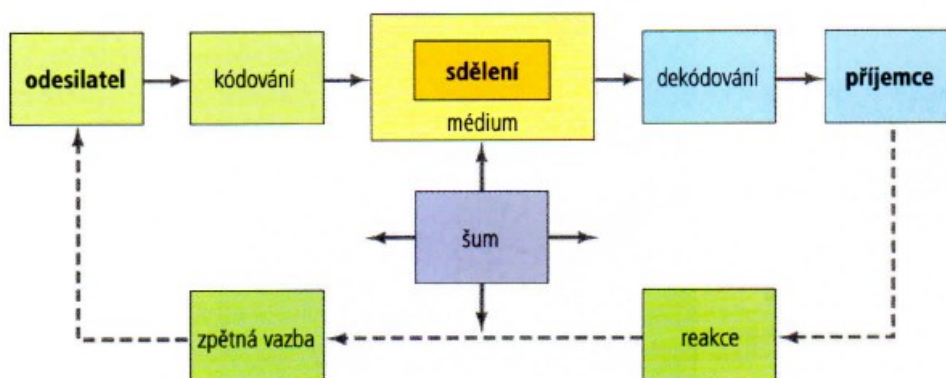 odesilatel
kódování
sdělení
médium
dekódování
příjemce
šum
zpětná vazba
reakce